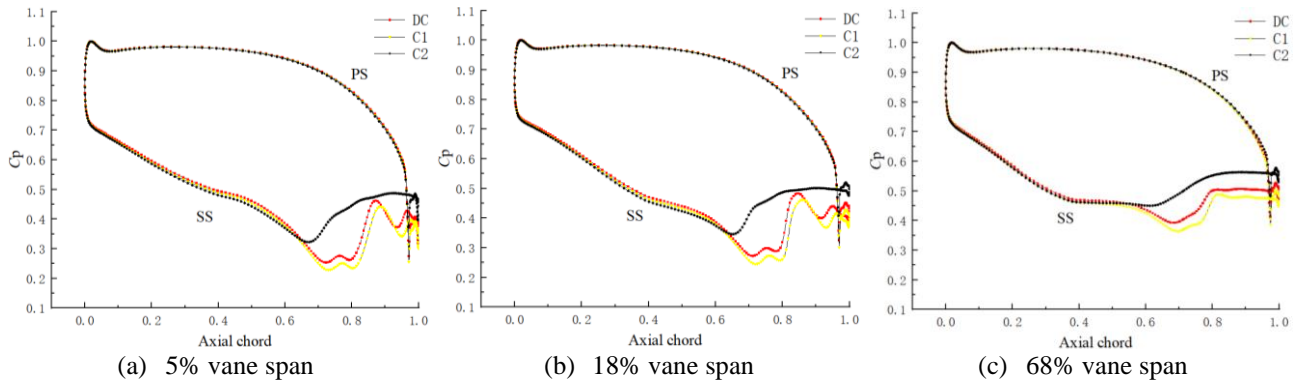 1.1
1.0
0.9
0.8
0.7
0.6
0.5
0.4
0.3
0.2
0.1
Cp
DC
C1
C2
PS
SS
0.0 0.2 0.4 0.6 0.8 1.0
Axial chord
(a) 5% vane span
1.1
1.0
0.9
0.8
0.7
0.6
0.5
0.4
0.3
0.2
0.1
Cp
DC
C1
C2
PS
SS
0.0 0.2 0.4 0.6 0.8 1.0
Axial chord
(b) 18% vane span
1.1
1.0
0.9
0.8
0.7
0.6
0.5
0.4
0.3
0.2
0.1
Cp
DC
C1
C2
PS
SS
0.0 0.2 0.4 0.6 0.8 1.0
Axial chord
(c) 68% vane span